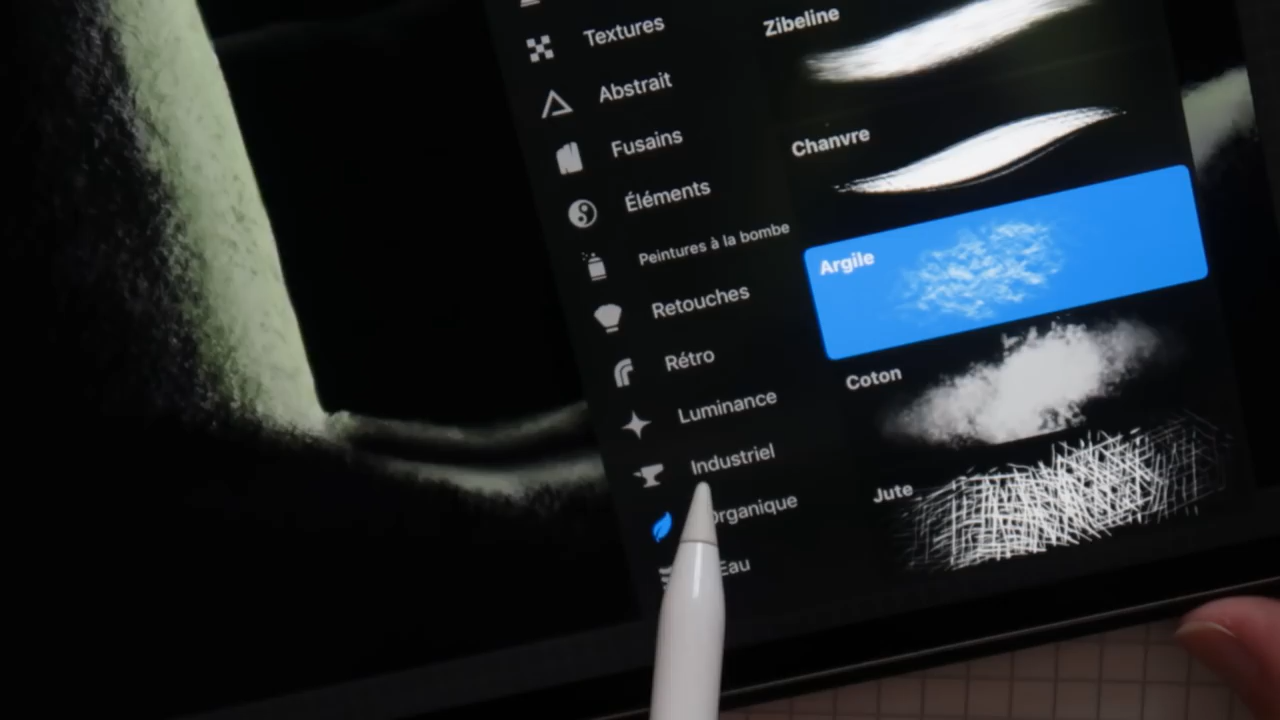 Textures
Abstrait
Fusains
Éléments
Peintures à la bombe
Retouches
Rétro
Luminance
Industriel
organique
Eau
Zibeline
Chanvre
Argile
Coton
Jute